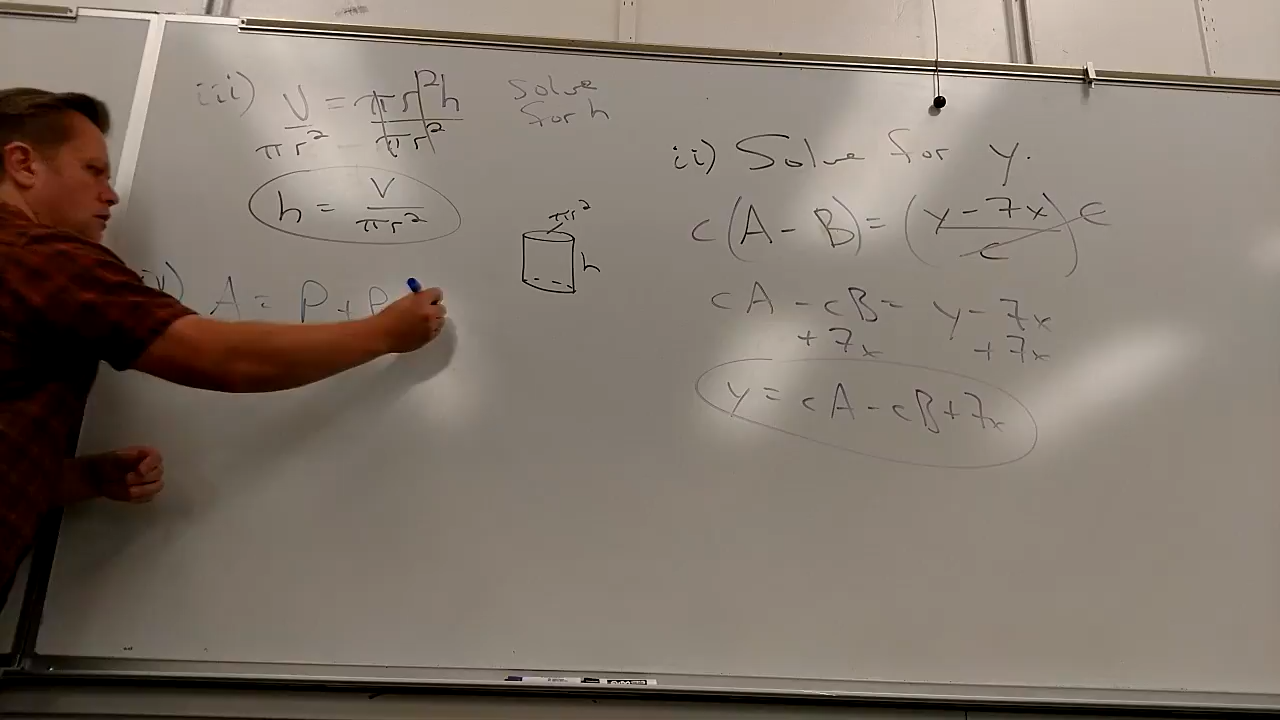 iii) V = πr²h Solve
πr² πr² for h
h = V/πr²
πr²
h
iv) A = P + P
ii) Solve for y.
c(A - B) = (y - 7x/c) c
cA - cB = y - 7x
+ 7x + 7x
y = cA - cB + 7x